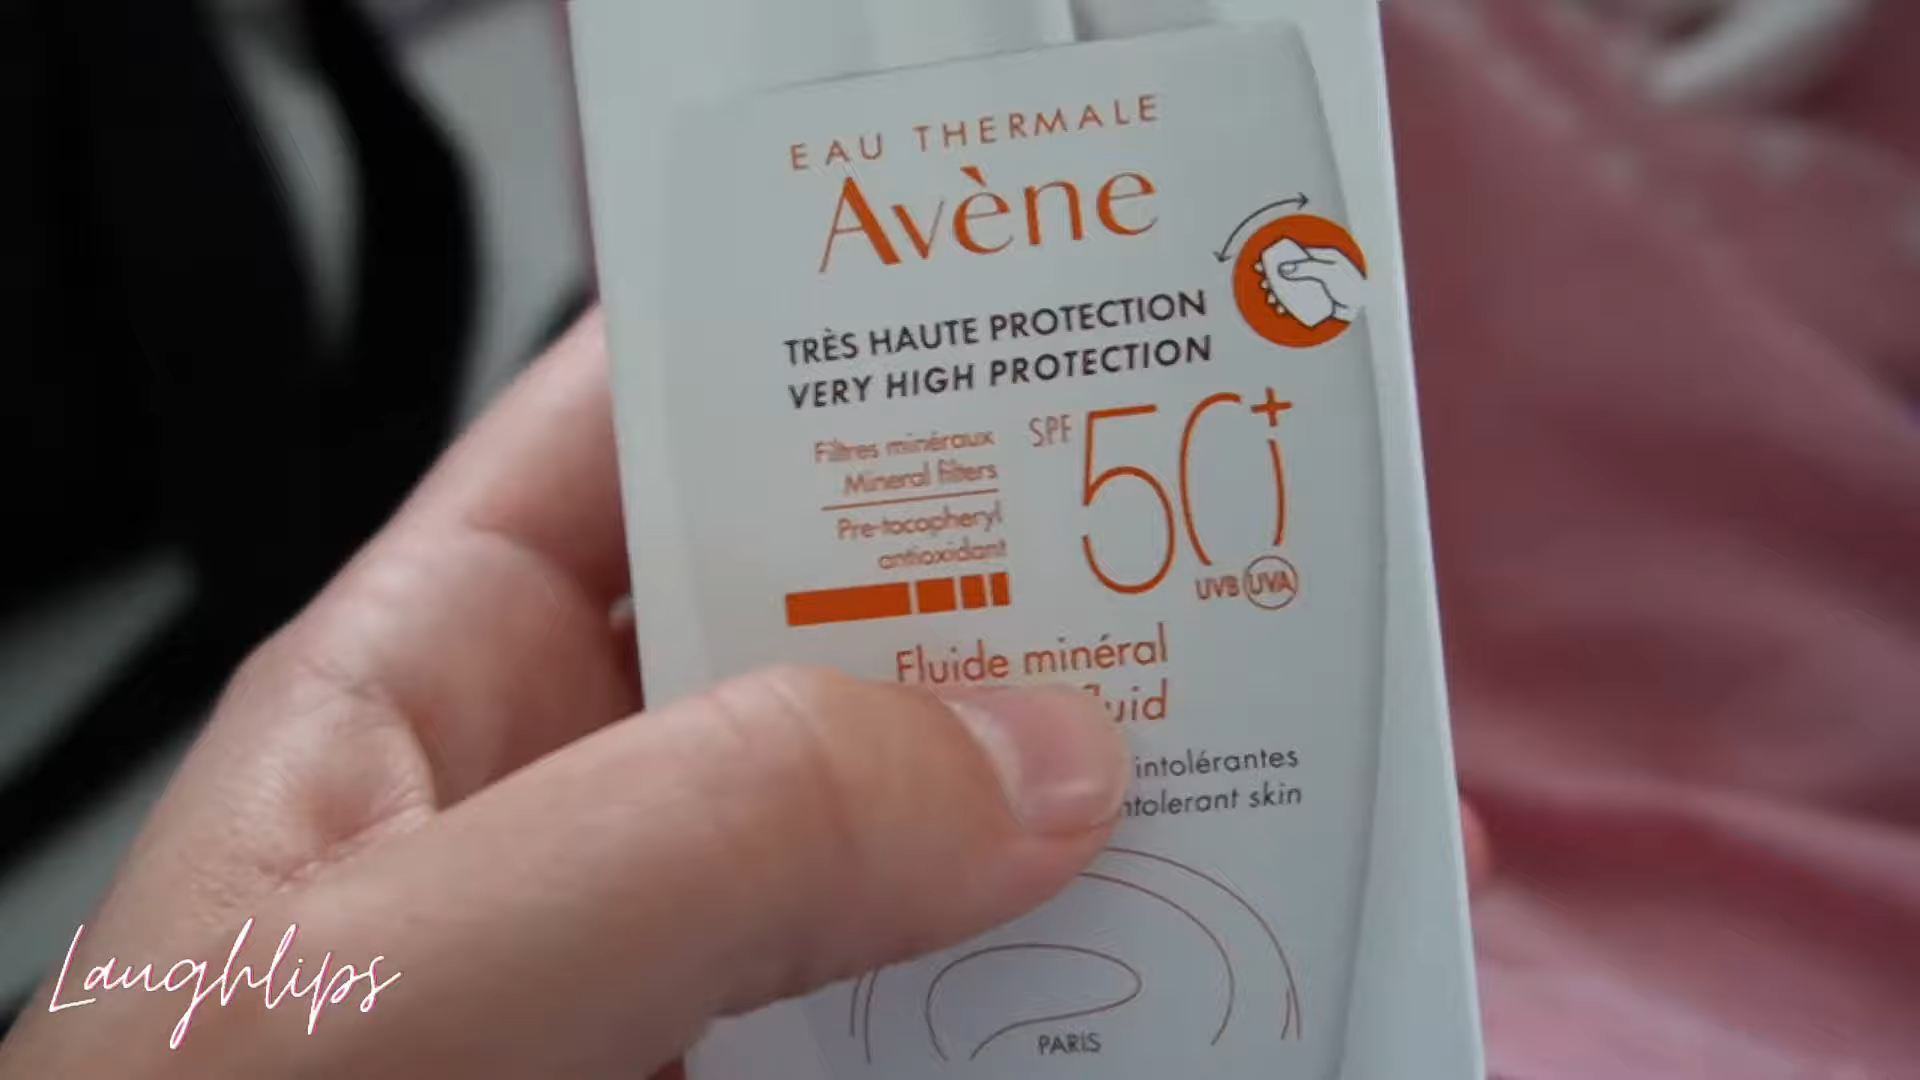 EAU THERMALE
Avène
TRÈS HAUTE PROTECTION
VERY HIGH PROTECTION
Filtres minéraux
Mineral filters
Pre-tocopheryl
antioxidant
SPF 50+
UVB UVA
Fluide minéral
intolérantes
skin
PARIS
Laughlips